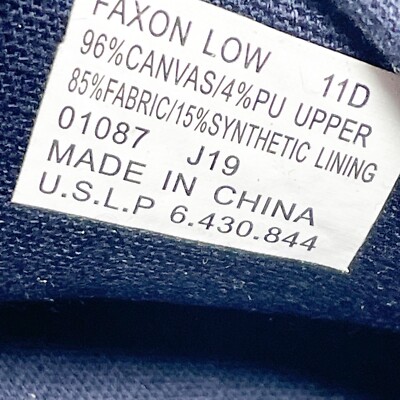 FAXON LOW 11D
96%CANVAS/4%PU UPPER
85%FABRIC/15%SYNTHETIC LINING
01087 J19
MADE IN CHINA
U.S.L.P 6.430.844